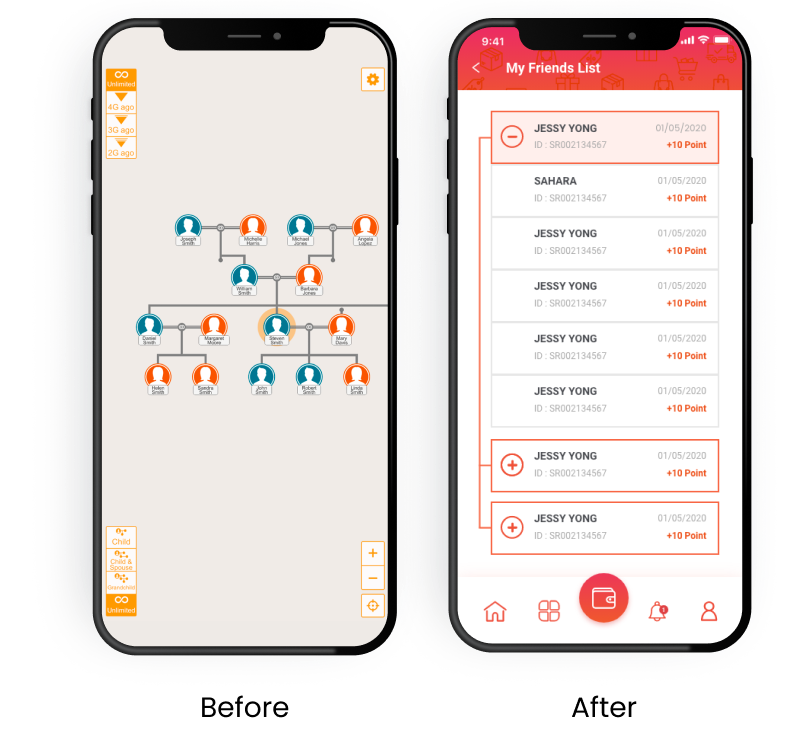 Unlimited
4G ago
3G ago
2G ago
Joseph
Smith
Michelle
Harris
Michael
Jones
Angela
Lopez
William
Smith
Barbara
Jones
Daniel
Smith
Margaret
Moore
Steven
Smith
Mary
Davis
Helen
Smith
Sandra
Smith
John
Smith
Robert
Smith
Linda
Smith
Child
Child &
Spouse
Grandchild
Unlimited
+
−
Before
9:41
< My Friends List
JESSY YONG 01/05/2020
ID : SR002134567 +10 Point
SAHARA 01/05/2020
ID : SR002134567 +10 Point
JESSY YONG 01/05/2020
ID : SR002134567 +10 Point
JESSY YONG 01/05/2020
ID : SR002134567 +10 Point
JESSY YONG 01/05/2020
ID : SR002134567 +10 Point
JESSY YONG 01/05/2020
ID : SR002134567 +10 Point
JESSY YONG 01/05/2020
ID : SR002134567 +10 Point
JESSY YONG 01/05/2020
ID : SR002134567 +10 Point
1
After